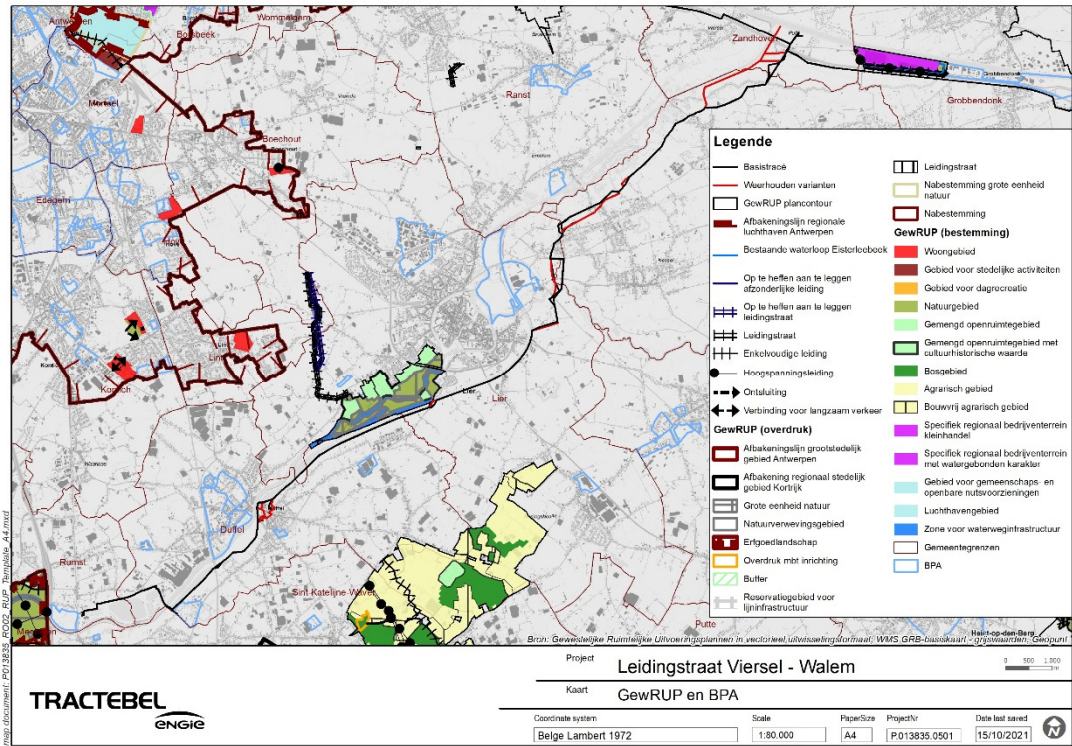 Antwerpen
Borsbeek
Wommelgem
Zandhoven
Ranst
Grobbendonk
Grobbendonk
Mortsel
Boechout
Edegem
Hove
Lint
Kontich
Lier
Lier
Duffel
Rumst
Sint-Katelijne-Waver
Putte
Heist-op-den-Berg
Legende
Basistracé
Weerhouden varianten
GewRUP plancontour
Afbakeningslijn regionale
luchthaven Antwerpen
Bestaande waterloop Eisterleebeek
Op te heffen aan te leggen
afzonderlijke leiding
Op te heffen aan te leggen
leidingstraat
Leidingstraat
Enkelvoudige leiding
Hoogspanningsleiding
Ontsluiting
Verbinding voor langzaam verkeer
GewRUP (overdruk)
Afbakeningslijn grootstedelijk
gebied Antwerpen
Afbakening regionaal stedelijk
gebied Kortrijk
Grote eenheid natuur
Natuurverwevingsgebied
Erfgoedlandschap
Overdruk mbt inrichting
Buffer
Reservatiegebied voor
lijninfrastructuur
Leidingstraat
Nabestemming grote eenheid
natuur
Nabestemming
GewRUP (bestemming)
Woongebied
Gebied voor stedelijke activiteiten
Gebied voor dagrecreatie
Natuurgebied
Gemengd openruimtegebied
Gemengd openruimtegebied met
cultuurhistorische waarde
Bosgebied
Agrarisch gebied
Bouwvrij agrarisch gebied
Specifiek regionaal bedrijventerrein
kleinhandel
Specifiek regionaal bedrijventerrein
met watergebonden karakter
Gebied voor gemeenschaps- en
openbare nutsvoorzieningen
Luchthavengebied
Zone voor waterweginfrastructuur
Gemeentegrenzen
BPA
Bron: Gewestelijke Ruimtelijke Uitvoeringsplannen in vectorieel uitwisselingsformaat, WMS GRB-basiskaart - grijswaarden, Geopunt
map document: P013835_RO02_RUP_Template_A4.mxd
TRACTEBEL
ENGIE
Project
Leidingstraat Viersel - Walem
0 500 1.000
m
Kaart
GewRUP en BPA
Coordinate system
Belge Lambert 1972
Scale
1:80.000
PaperSize
A4
ProjectNr
P.013835.0501
Date last saved
15/10/2021
N